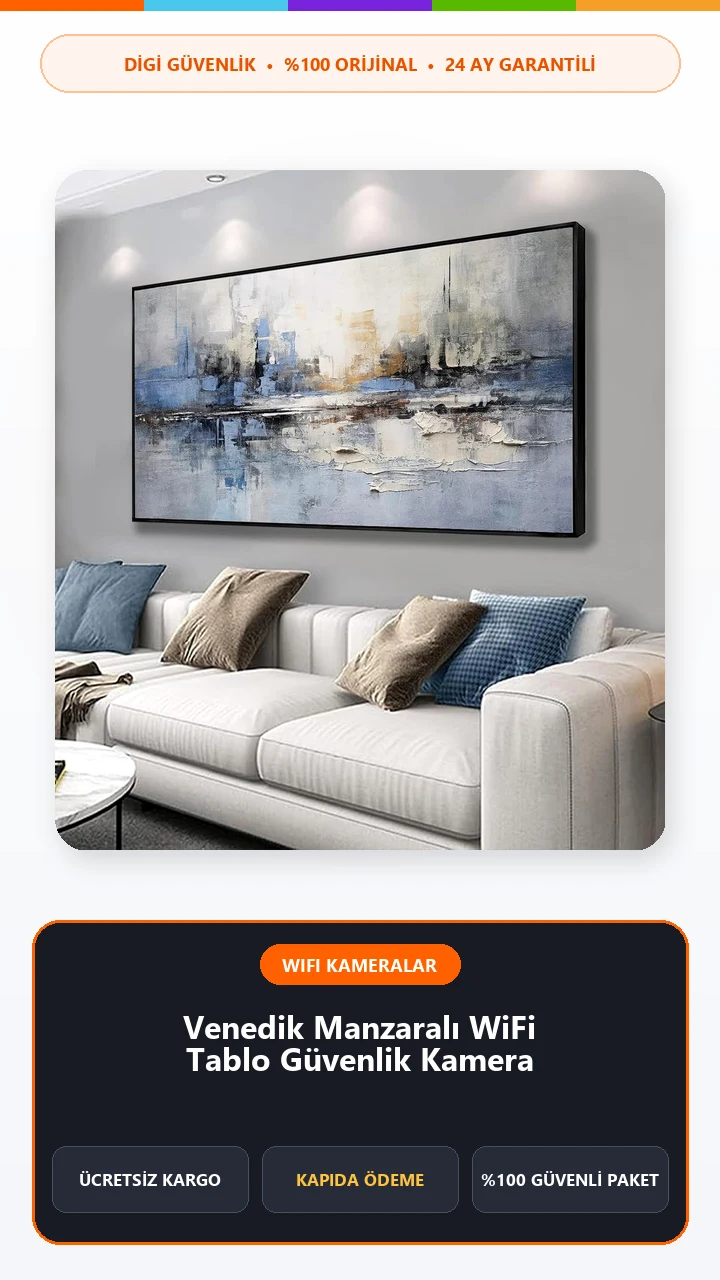 DİGİ GÜVENLİK • %100 ORİJİNAL • 24 AY GARANTİLİ
WIFI KAMERALAR
Venedik Manzaralı WiFi
Tablo Güvenlik Kamera
ÜCRETSİZ KARGO
KAPIDA ÖDEME
%100 GÜVENLİ PAKET